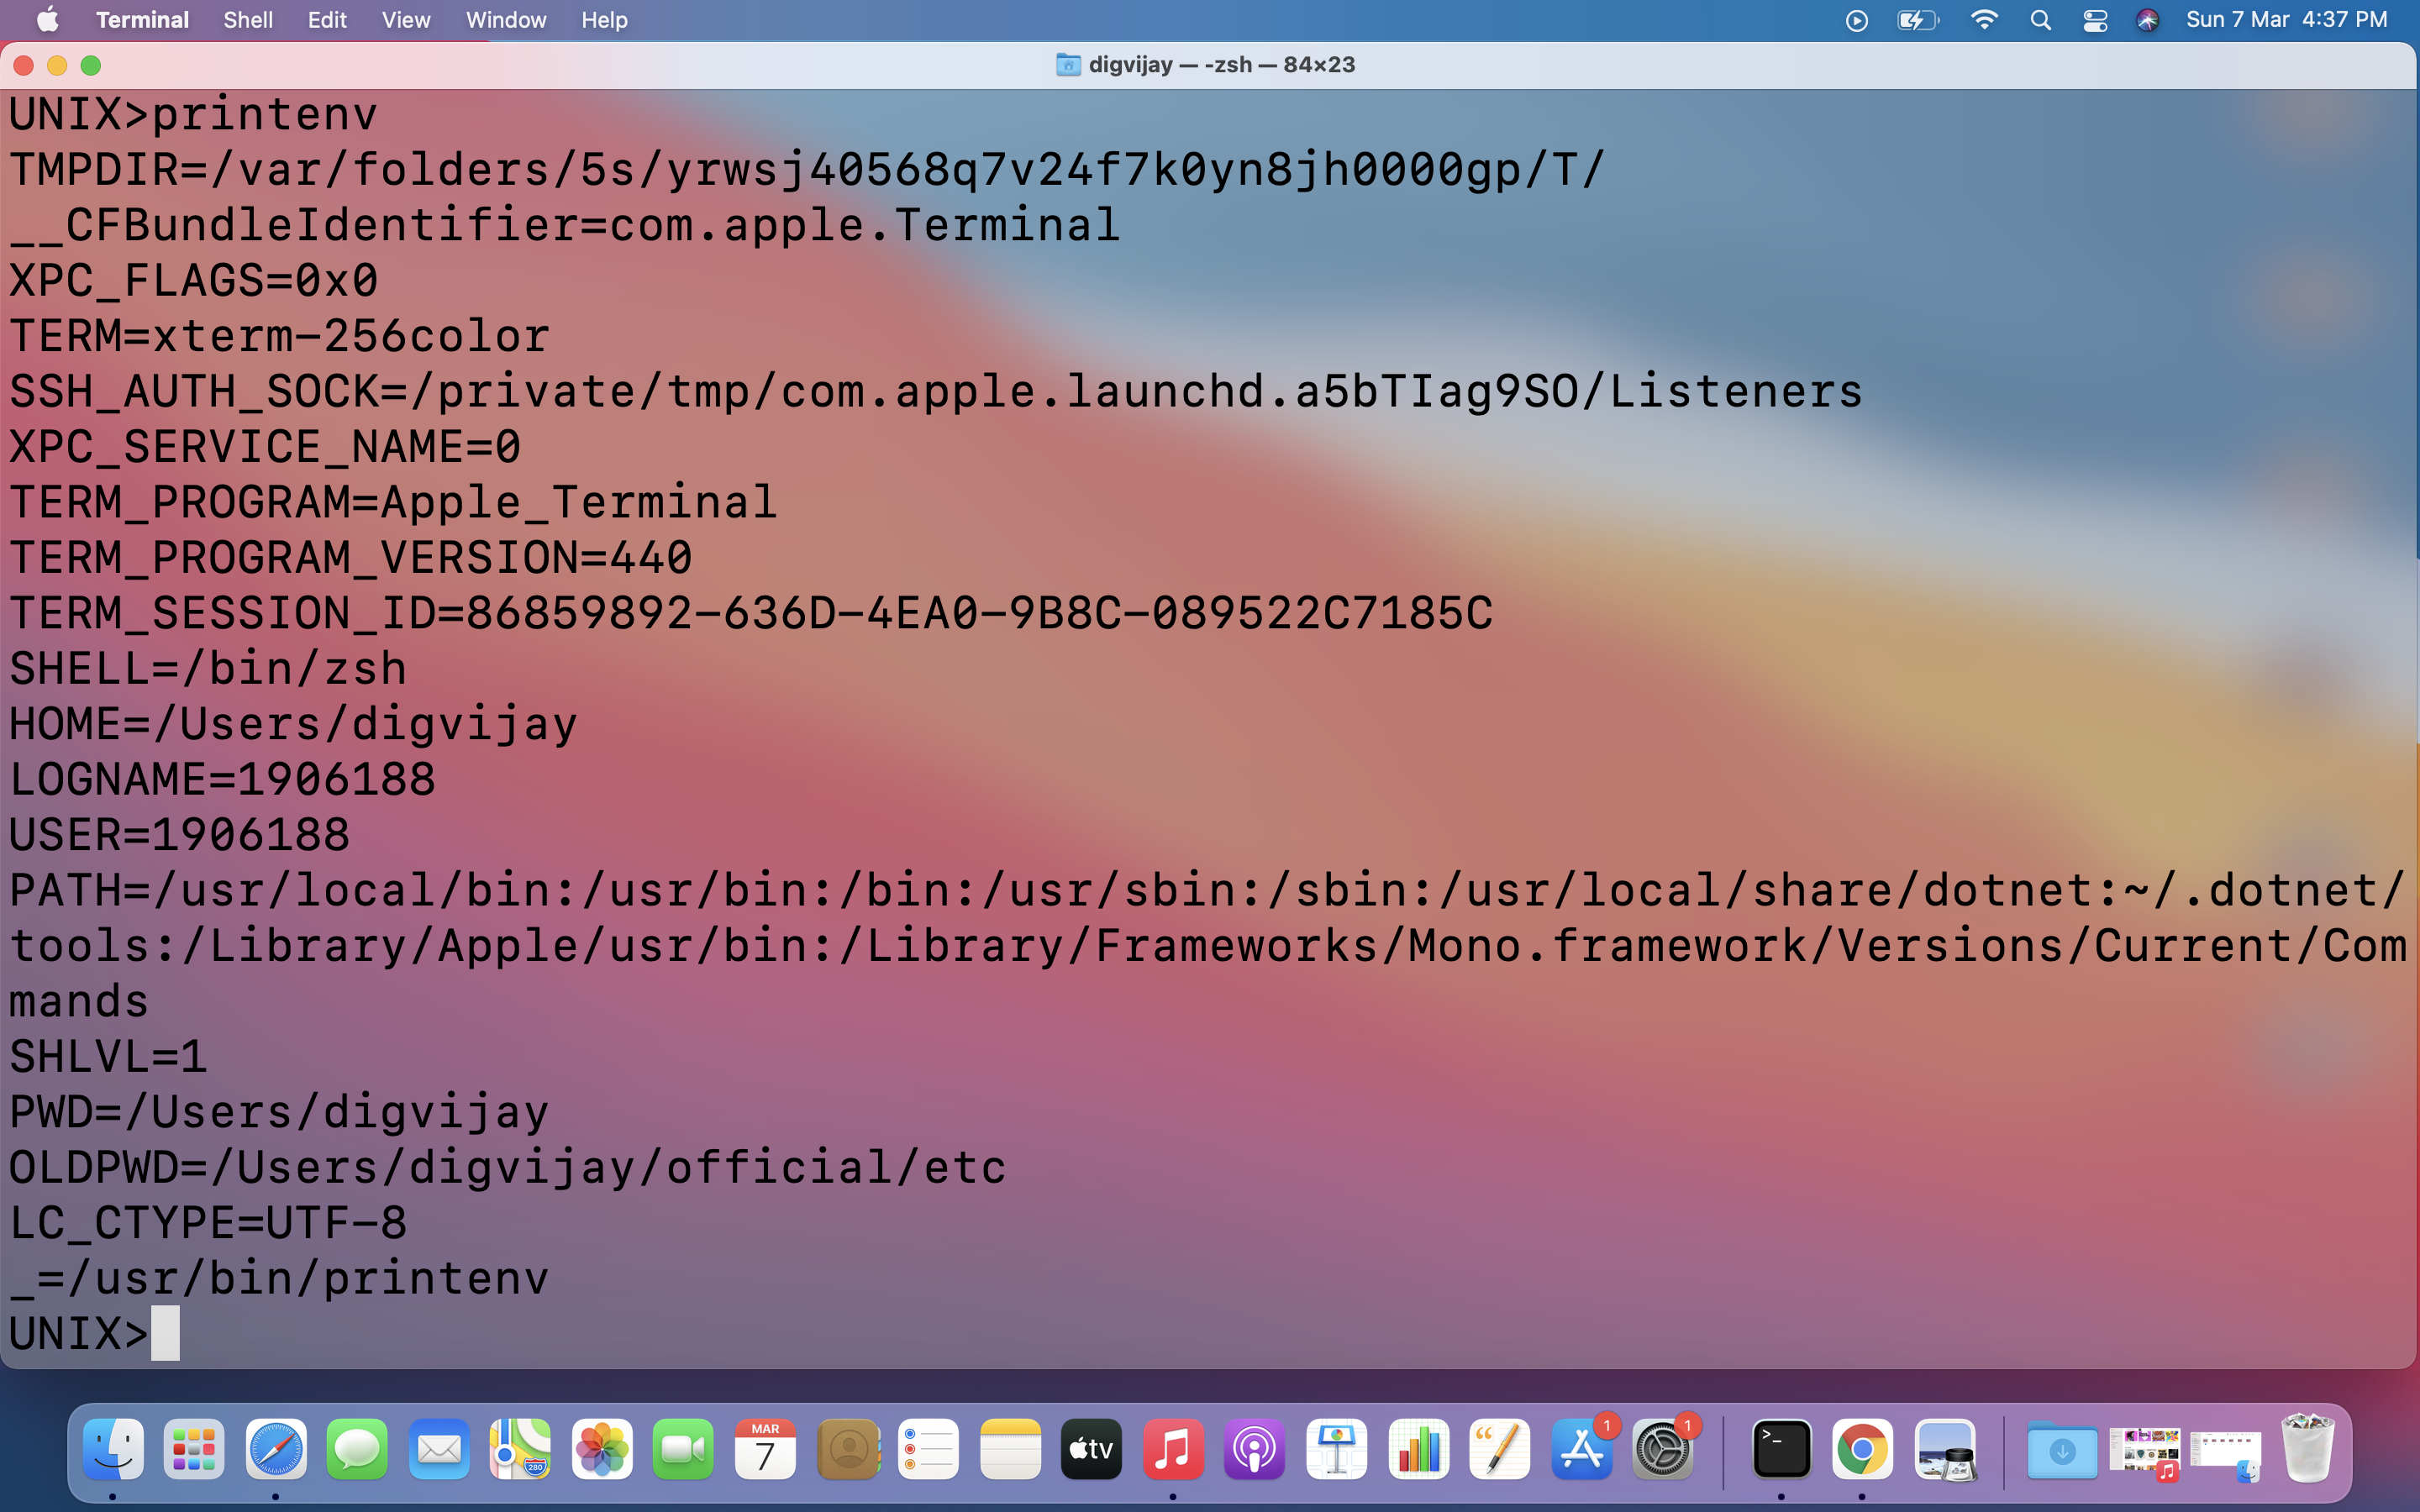 Terminal Shell Edit View Window Help Sun 7 Mar 4:37 PM
digvijay — -zsh — 84×23
UNIX>printenv
TMPDIR=/var/folders/5s/yrwsj40568q7v24f7k0yn8jh0000gp/T/
__CFBundleIdentifier=com.apple.Terminal
XPC_FLAGS=0x0
TERM=xterm-256color
SSH_AUTH_SOCK=/private/tmp/com.apple.launchd.a5bTIag9SO/Listeners
XPC_SERVICE_NAME=0
TERM_PROGRAM=Apple_Terminal
TERM_PROGRAM_VERSION=440
TERM_SESSION_ID=86859892-636D-4EA0-9B8C-089522C7185C
SHELL=/bin/zsh
HOME=/Users/digvijay
LOGNAME=1906188
USER=1906188
PATH=/usr/local/bin:/usr/bin:/bin:/usr/sbin:/sbin:/usr/local/share/dotnet:~/.dotnet/
tools:/Library/Apple/usr/bin:/Library/Frameworks/Mono.framework/Versions/Current/Com
mands
SHLVL=1
PWD=/Users/digvijay
OLDPWD=/Users/digvijay/official/etc
LC_CTYPE=UTF-8
_=/usr/bin/printenv
UNIX>
280
MAR
7
tv
1
1
>_